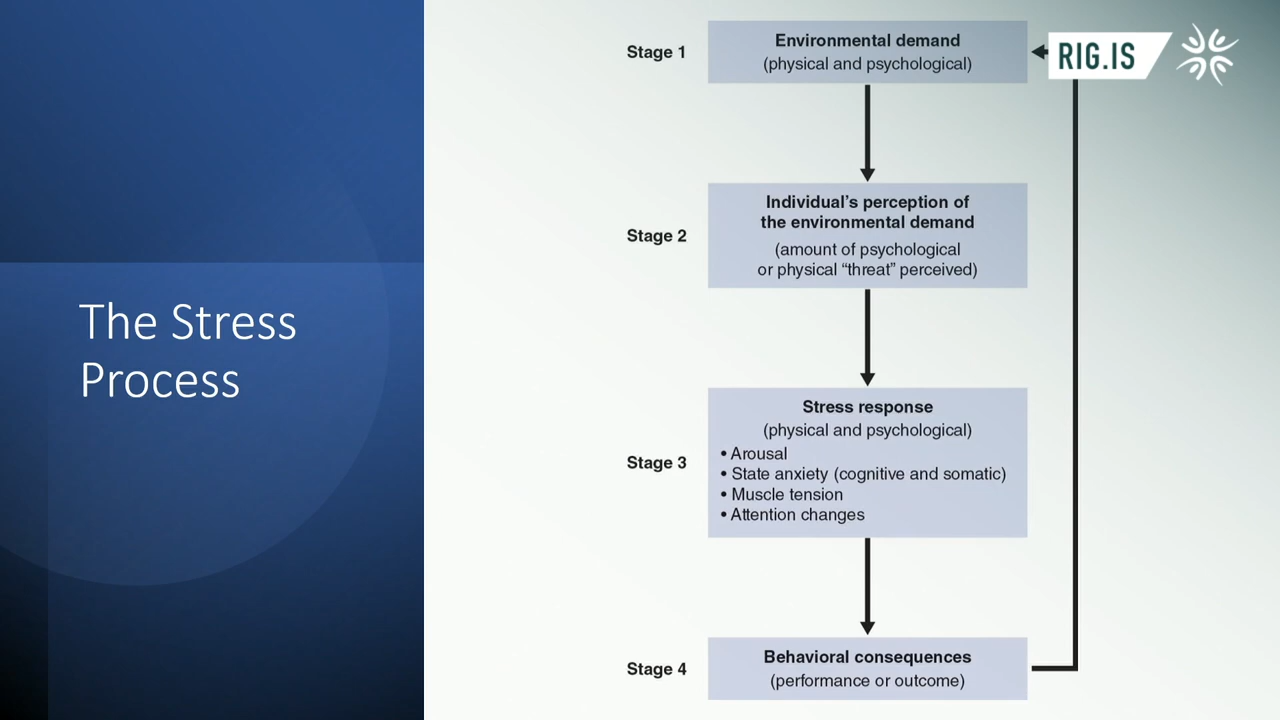 The Stress
Process
Stage 1
Environmental demand
(physical and psychological)
RIG.IS
Stage 2
Individual’s perception of
the environmental demand
(amount of psychological
or physical “threat” perceived)
Stage 3
Stress response
(physical and psychological)
• Arousal
• State anxiety (cognitive and somatic)
• Muscle tension
• Attention changes
Stage 4
Behavioral consequences
(performance or outcome)